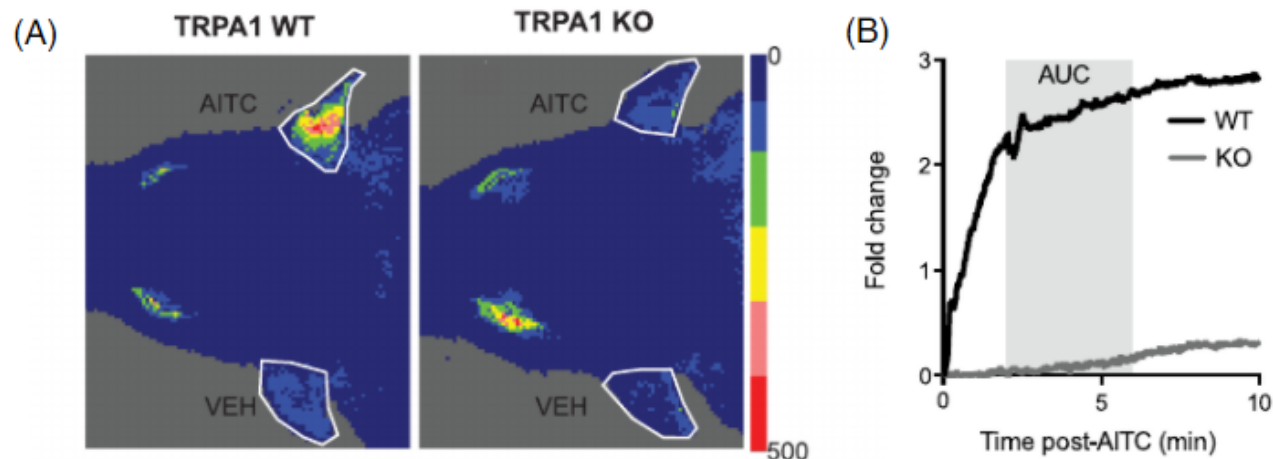 (A)
TRPA1 WT
TRPA1 KO
AITC
VEH
AITC
VEH
0
500
(B)
Fold change
3
2
1
0
AUC
WT
KO
0
5
10
Time post-AITC (min)